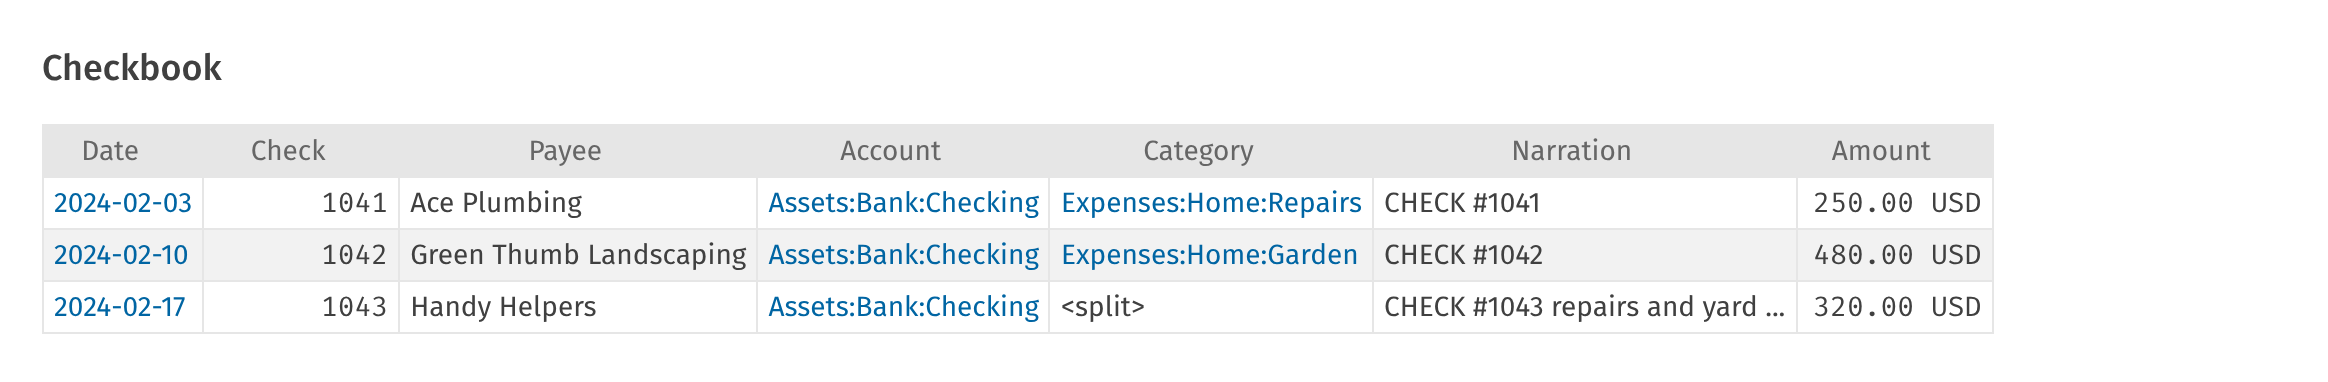 Checkbook
Date Check Payee Account Category Narration Amount
2024-02-03 1041 Ace Plumbing Assets:Bank:Checking Expenses:Home:Repairs CHECK #1041 250.00 USD
2024-02-10 1042 Green Thumb Landscaping Assets:Bank:Checking Expenses:Home:Garden CHECK #1042 480.00 USD
2024-02-17 1043 Handy Helpers Assets:Bank:Checking <split> CHECK #1043 repairs and yard ... 320.00 USD